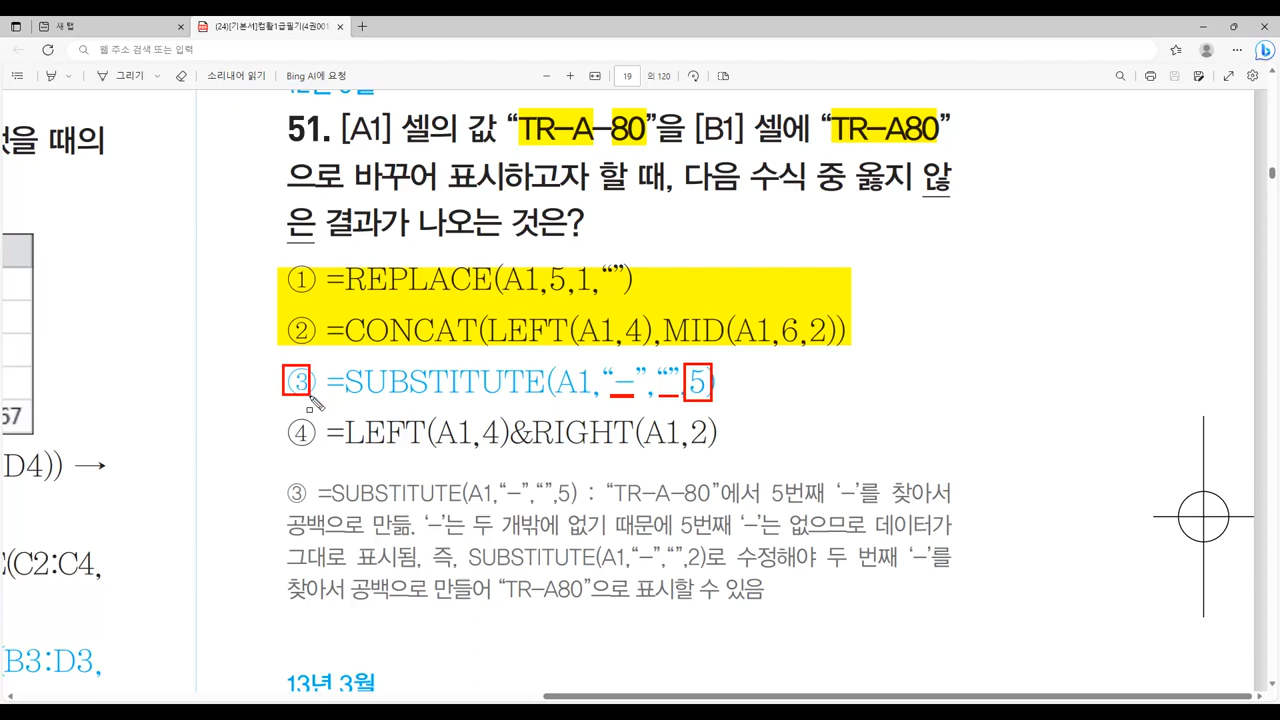 새 탭
(24)[기본서]컴활1급필기(4권001
웹 주소 검색 또는 입력
그리기
소리내어 읽기
Bing AI에 요청
19
의 120
51. [A1] 셀의 값 “TR-A-80”을 [B1] 셀에 “TR-A80”
으로 바꾸어 표시하고자 할 때, 다음 수식 중 옳지 않
은 결과가 나오는 것은?
① =REPLACE(A1,5,1,“”)
② =CONCAT(LEFT(A1,4),MID(A1,6,2))
③ =SUBSTITUTE(A1,“-”,“”,5)
④ =LEFT(A1,4)&RIGHT(A1,2)
③ =SUBSTITUTE(A1,“-”,“”,5) : “TR-A-80”에서 5번째 ‘-’를 찾아서
공백으로 만듦. ‘-’는 두 개밖에 없기 때문에 5번째 ‘-’는 없으므로 데이터가
그대로 표시됨, 즉, SUBSTITUTE(A1,“-”,“”,2)로 수정해야 두 번째 ‘-’를
찾아서 공백으로 만들어 “TR-A80”으로 표시할 수 있음
13년 3월
때의
67
D4)) →
(C2:C4,
(B3:D3,